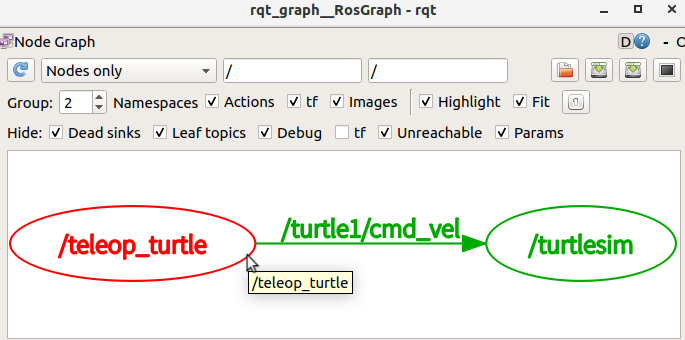 rqt_graph__RosGraph - rqt
Node Graph D - O
Nodes only / /
Group: 2 Namespaces Actions tf Images Highlight Fit
Hide: Dead sinks Leaf topics Debug tf Unreachable Params
/teleop_turtle /turtle1/cmd_vel /turtlesim
/teleop_turtle